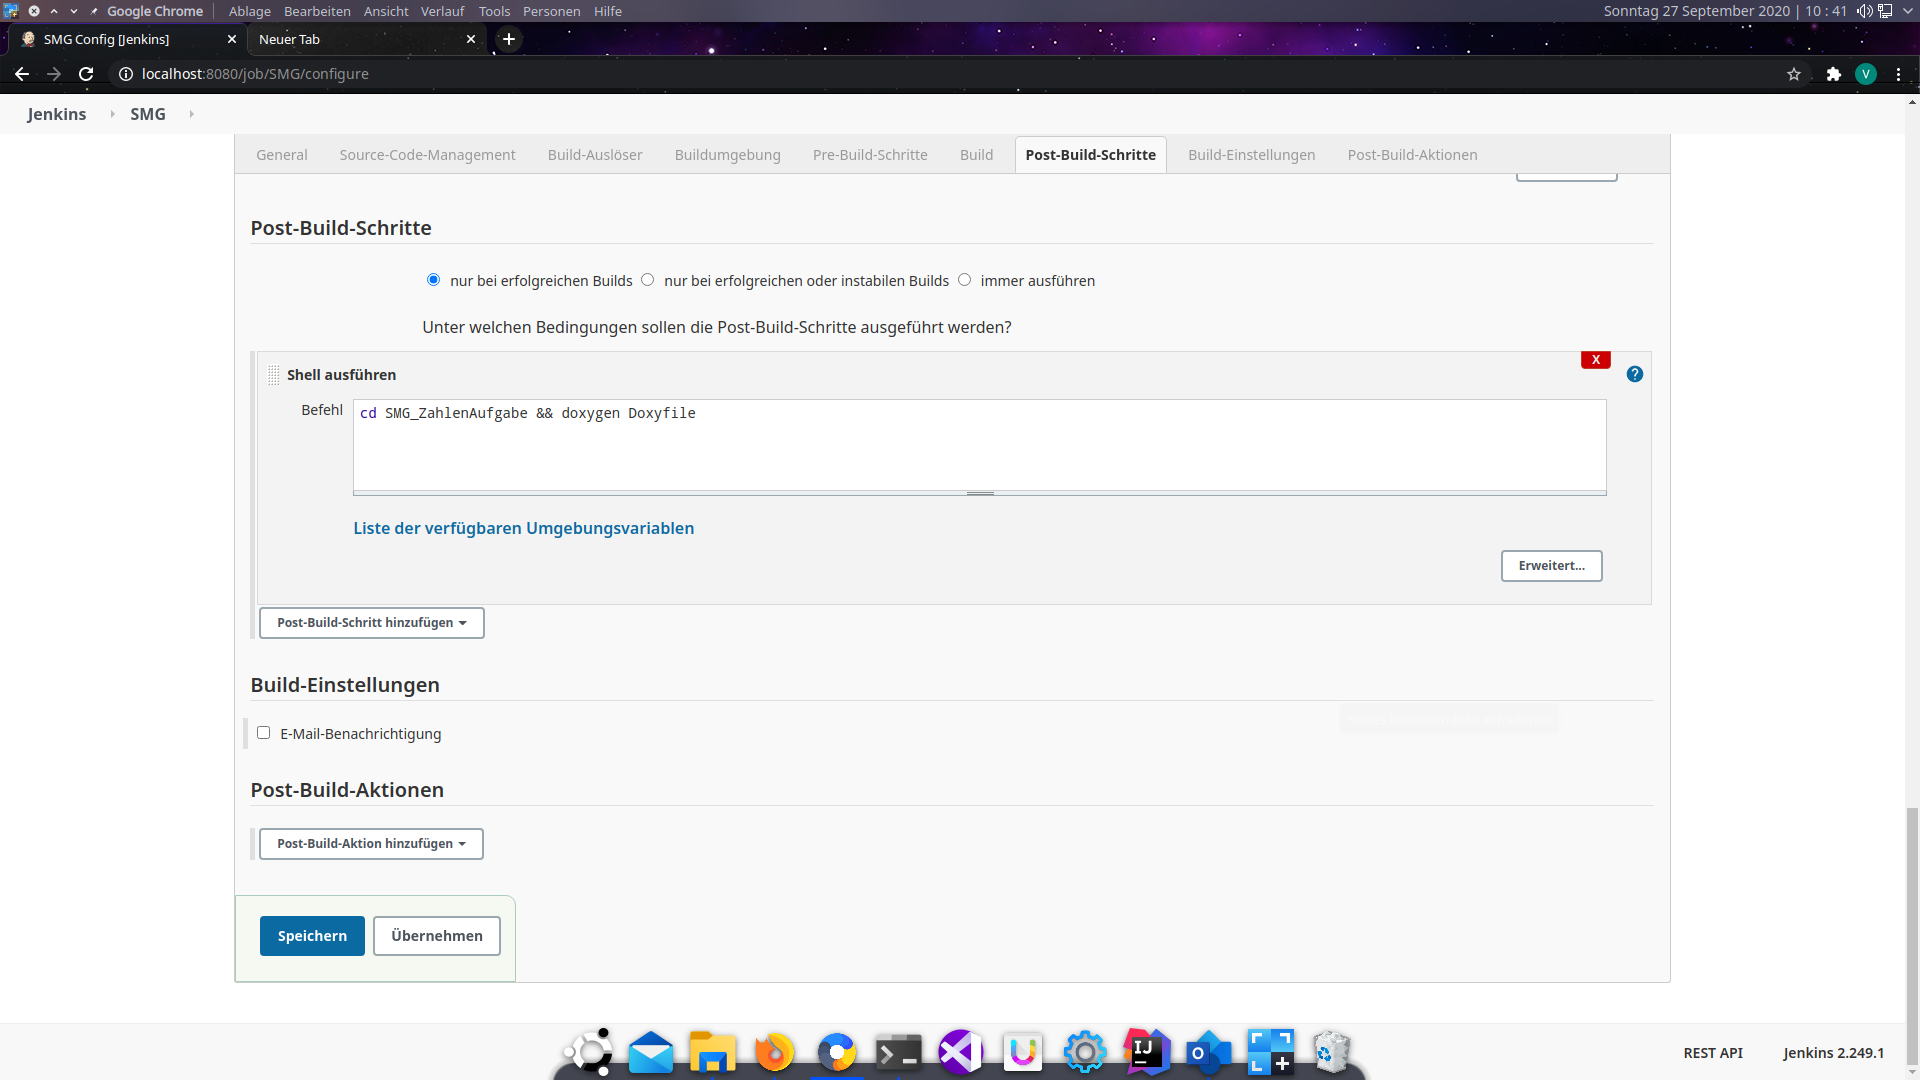 Google Chrome Ablage Bearbeiten Ansicht Verlauf Tools Personen Hilfe Sonntag 27 September 2020 | 10 : 41
SMG Config [Jenkins] Neuer Tab
localhost:8080/job/SMG/configure V
Jenkins SMG
General Source-Code-Management Build-Auslöser Buildumgebung Pre-Build-Schritte Build Post-Build-Schritte Build-Einstellungen Post-Build-Aktionen
Post-Build-Schritte
nur bei erfolgreichen Builds nur bei erfolgreichen oder instabilen Builds immer ausführen
Unter welchen Bedingungen sollen die Post-Build-Schritte ausgeführt werden?
X
Shell ausführen ?
Befehl cd SMG_ZahlenAufgabe && doxygen Doxyfile
Liste der verfügbaren Umgebungsvariablen
Erweitert...
Post-Build-Schritt hinzufügen
Build-Einstellungen
E-Mail-Benachrichtigung
Post-Build-Aktionen
Post-Build-Aktion hinzufügen
Speichern Übernehmen
IJ O
REST API Jenkins 2.249.1